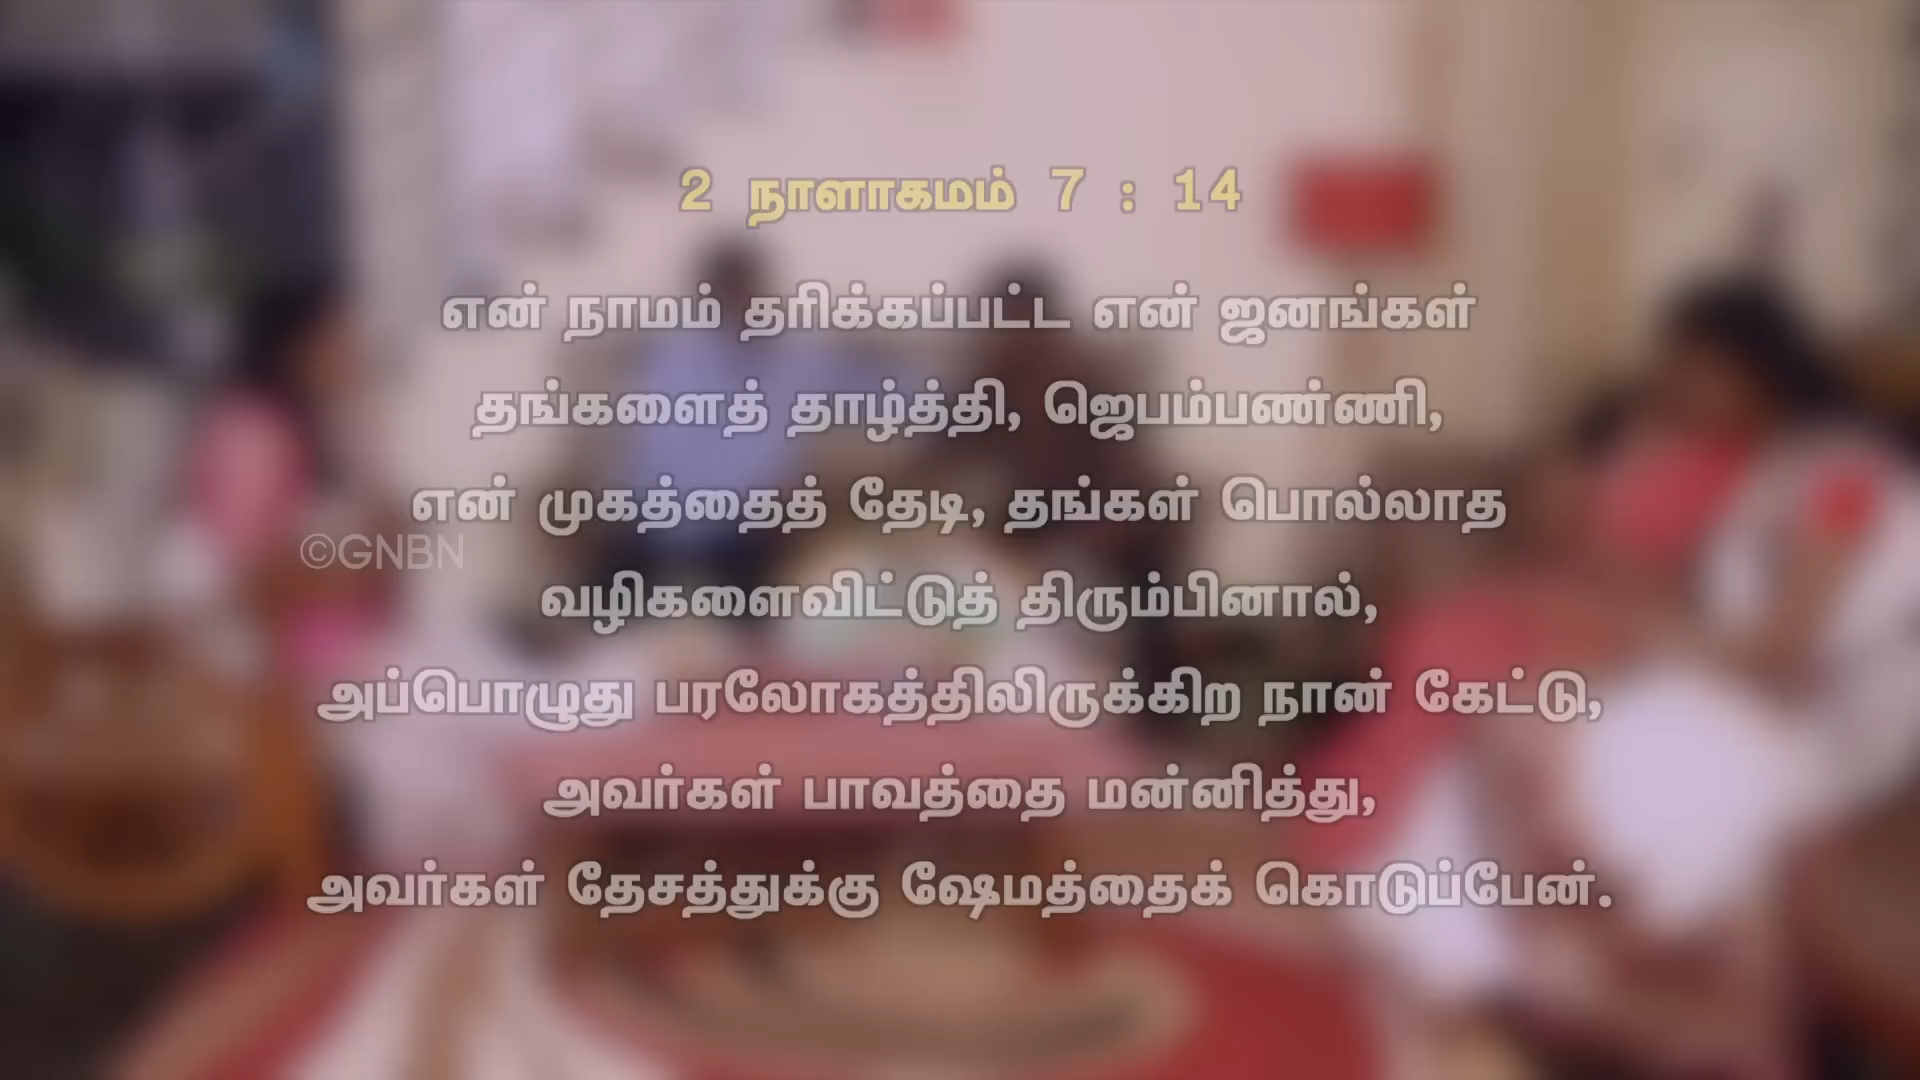 2 நாளாகமம் 7 : 14
என் நாமம் தரிக்கப்பட்ட என் ஜனங்கள்
தங்களைத் தாழ்த்தி, ஜெபம்பண்ணி,
என் முகத்தைத் தேடி, தங்கள் பொல்லாத
©GNBN
வழிகளைவிட்டுத் திரும்பினால்,
அப்பொழுது பரலோகத்திலிருக்கிற நான் கேட்டு,
அவர்கள் பாவத்தை மன்னித்து,
அவர்கள் தேசத்துக்கு ஷேமத்தைக் கொடுப்பேன்.